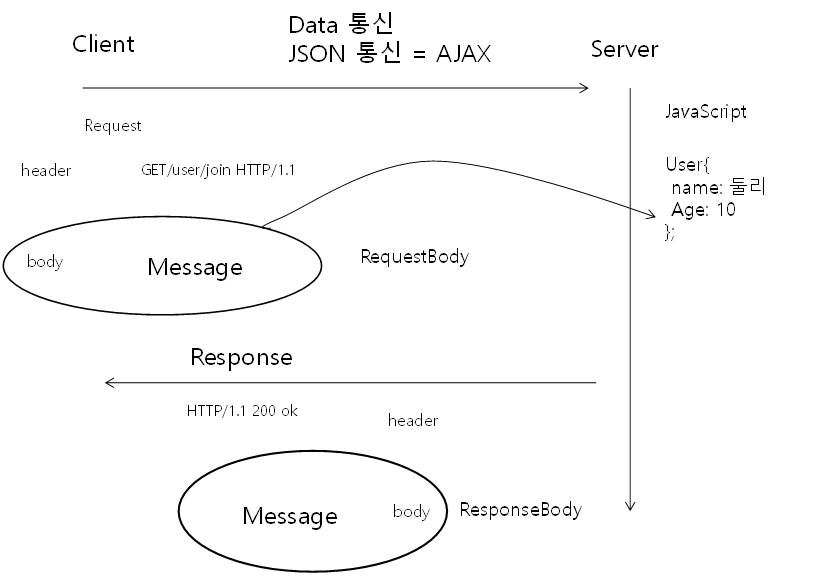 Client
Data 통신
JSON 통신 = AJAX
Server
Request
JavaScript
header
GET/user/join HTTP/1.1
User{
name: 둘리
Age: 10
};
body
Message
RequestBody
Response
HTTP/1.1 200 ok
header
Message
body
ResponseBody